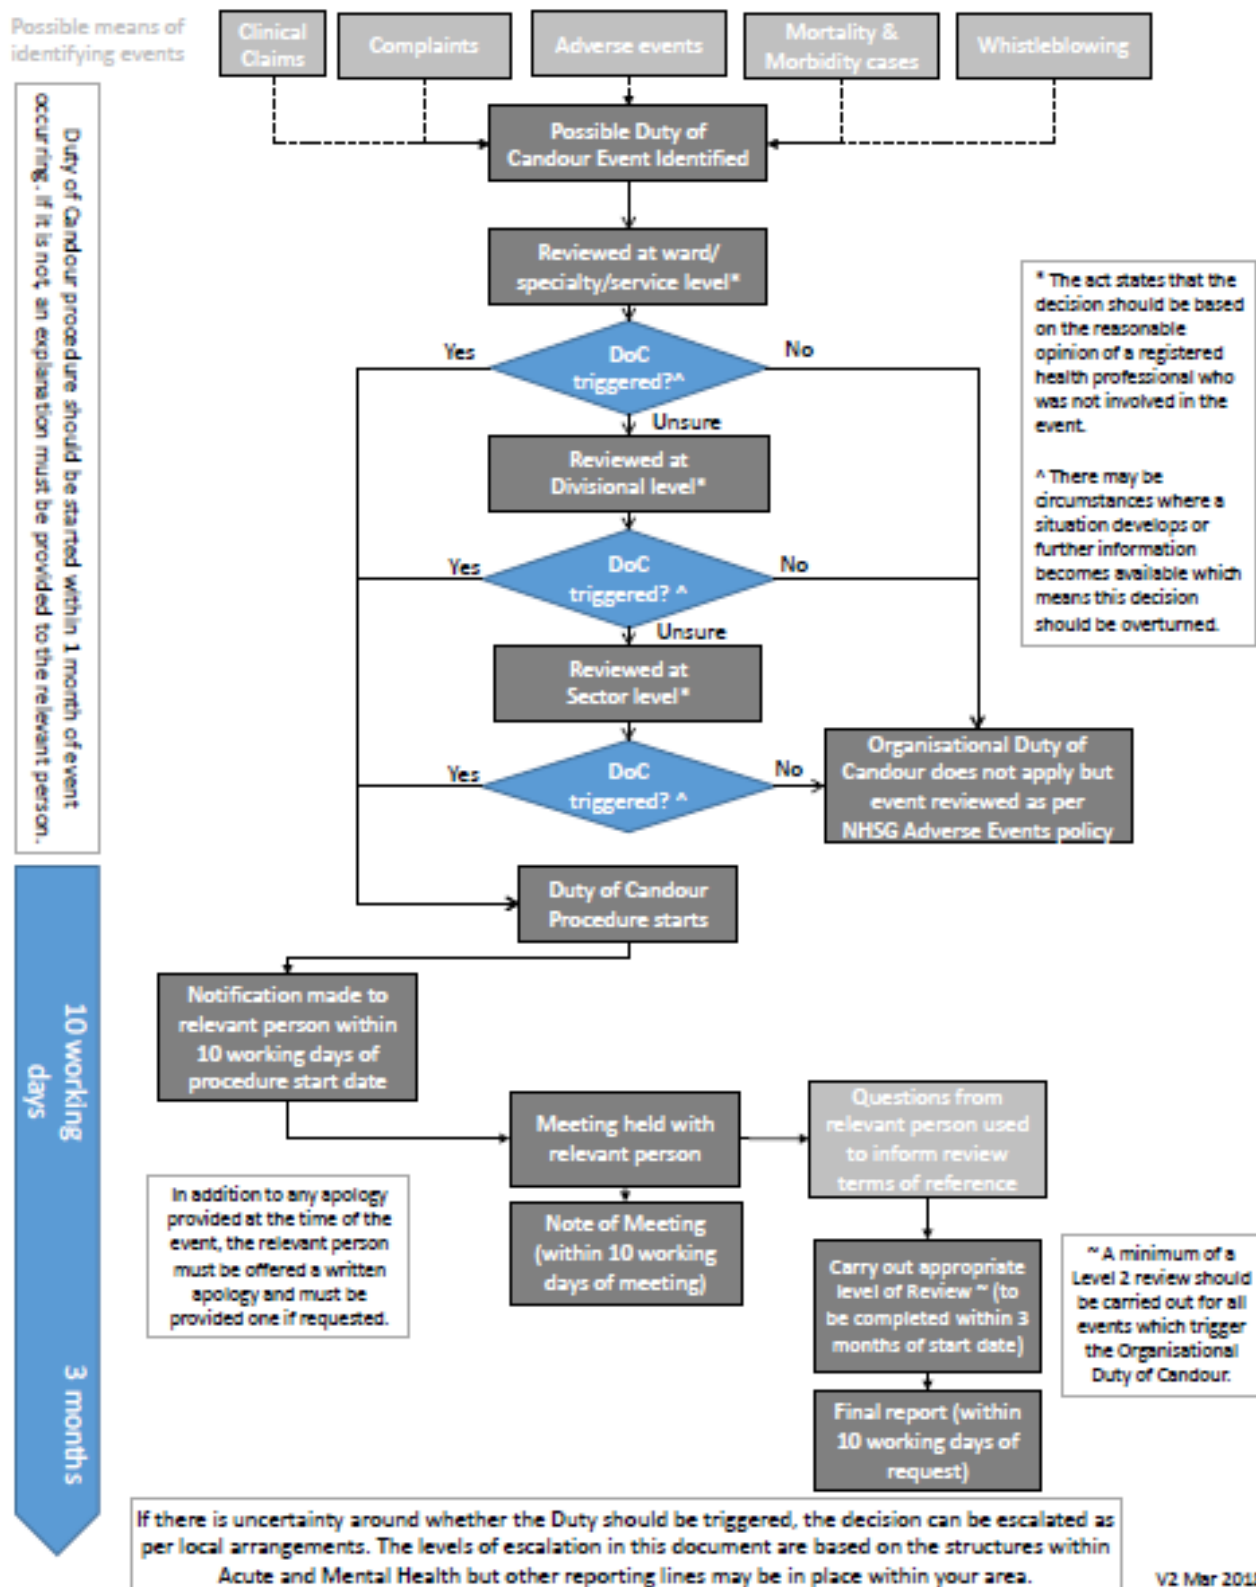 Possible means of
identifying events
Clinical
Claims
Complaints
Adverse events
Mortality &
Morbidity cases
Whistleblowing
Duty of Candour procedure should be started within 1 month of event
occurring. If it is not, an explanation must be provided to the relevant person.
Possible Duty of
Candour Event Identified
Reviewed at ward/
specialty/service level*
* The act states that the
decision should be based
on the reasonable
opinion of a registered
health professional who
was not involved in the
event.
^ There may be
circumstances where a
situation develops or
further information
becomes available which
means this decision
should be overturned.
Yes
DoC
triggered?^
No
Unsure
Reviewed at
Divisional level*
Yes
DoC
triggered? ^
No
Unsure
Reviewed at
Sector level*
Yes
DoC
triggered? ^
No
Organisational Duty of
Candour does not apply but
event reviewed as per
NHSG Adverse Events policy
Duty of Candour
Procedure starts
10 working
days
3 months
Notification made to
relevant person within
10 working days of
procedure start date
Meeting held with
relevant person
Questions from
relevant person used
to inform review
terms of reference
In addition to any apology
provided at the time of the
event, the relevant person
must be offered a written
apology and must be
provided one if requested.
Note of Meeting
(within 10 working
days of meeting)
Carry out appropriate
level of Review ~ (to
be completed within 3
months of start date)
~ A minimum of a
Level 2 review should
be carried out for all
events which trigger
the Organisational
Duty of Candour.
Final report (within
10 working days of
request)
If there is uncertainty around whether the Duty should be triggered, the decision can be escalated as
per local arrangements. The levels of escalation in this document are based on the structures within
Acute and Mental Health but other reporting lines may be in place within your area.
V2 Mar